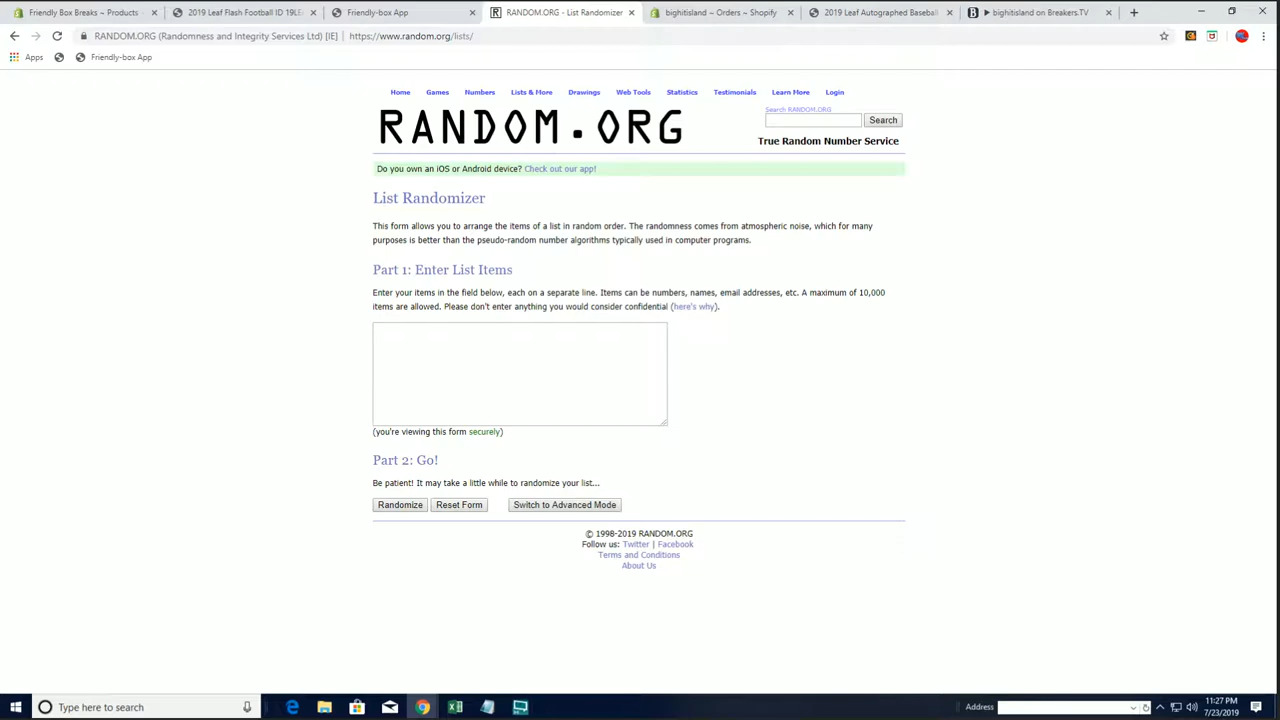 Friendly Box Breaks ~ Products
2019 Leaf Flash Football ID 19LE
Friendly-box App
RANDOM.ORG - List Randomizer
bighitisland ~ Orders ~ Shopify
2019 Leaf Autographed Baseball
bighitisland on Breakers.TV
RANDOM.ORG (Randomness and Integrity Services Ltd) [IE] | https://www.random.org/lists/
Apps Friendly-box App
Home Games Numbers Lists & More Drawings Web Tools Statistics Testimonials Learn More Login
RANDOM.ORG
Search RANDOM.ORG
Search
True Random Number Service
Do you own an iOS or Android device? Check out our app!
List Randomizer
This form allows you to arrange the items of a list in random order. The randomness comes from atmospheric noise, which for many
purposes is better than the pseudo-random number algorithms typically used in computer programs.
Part 1: Enter List Items
Enter your items in the field below, each on a separate line. Items can be numbers, names, email addresses, etc. A maximum of 10,000
items are allowed. Please don't enter anything you would consider confidential (here's why).
(you're viewing this form securely)
Part 2: Go!
Be patient! It may take a little while to randomize your list...
Randomize Reset Form Switch to Advanced Mode
© 1998-2019 RANDOM.ORG
Follow us: Twitter | Facebook
Terms and Conditions
About Us
Type here to search
Address
11:27 PM
7/23/2019